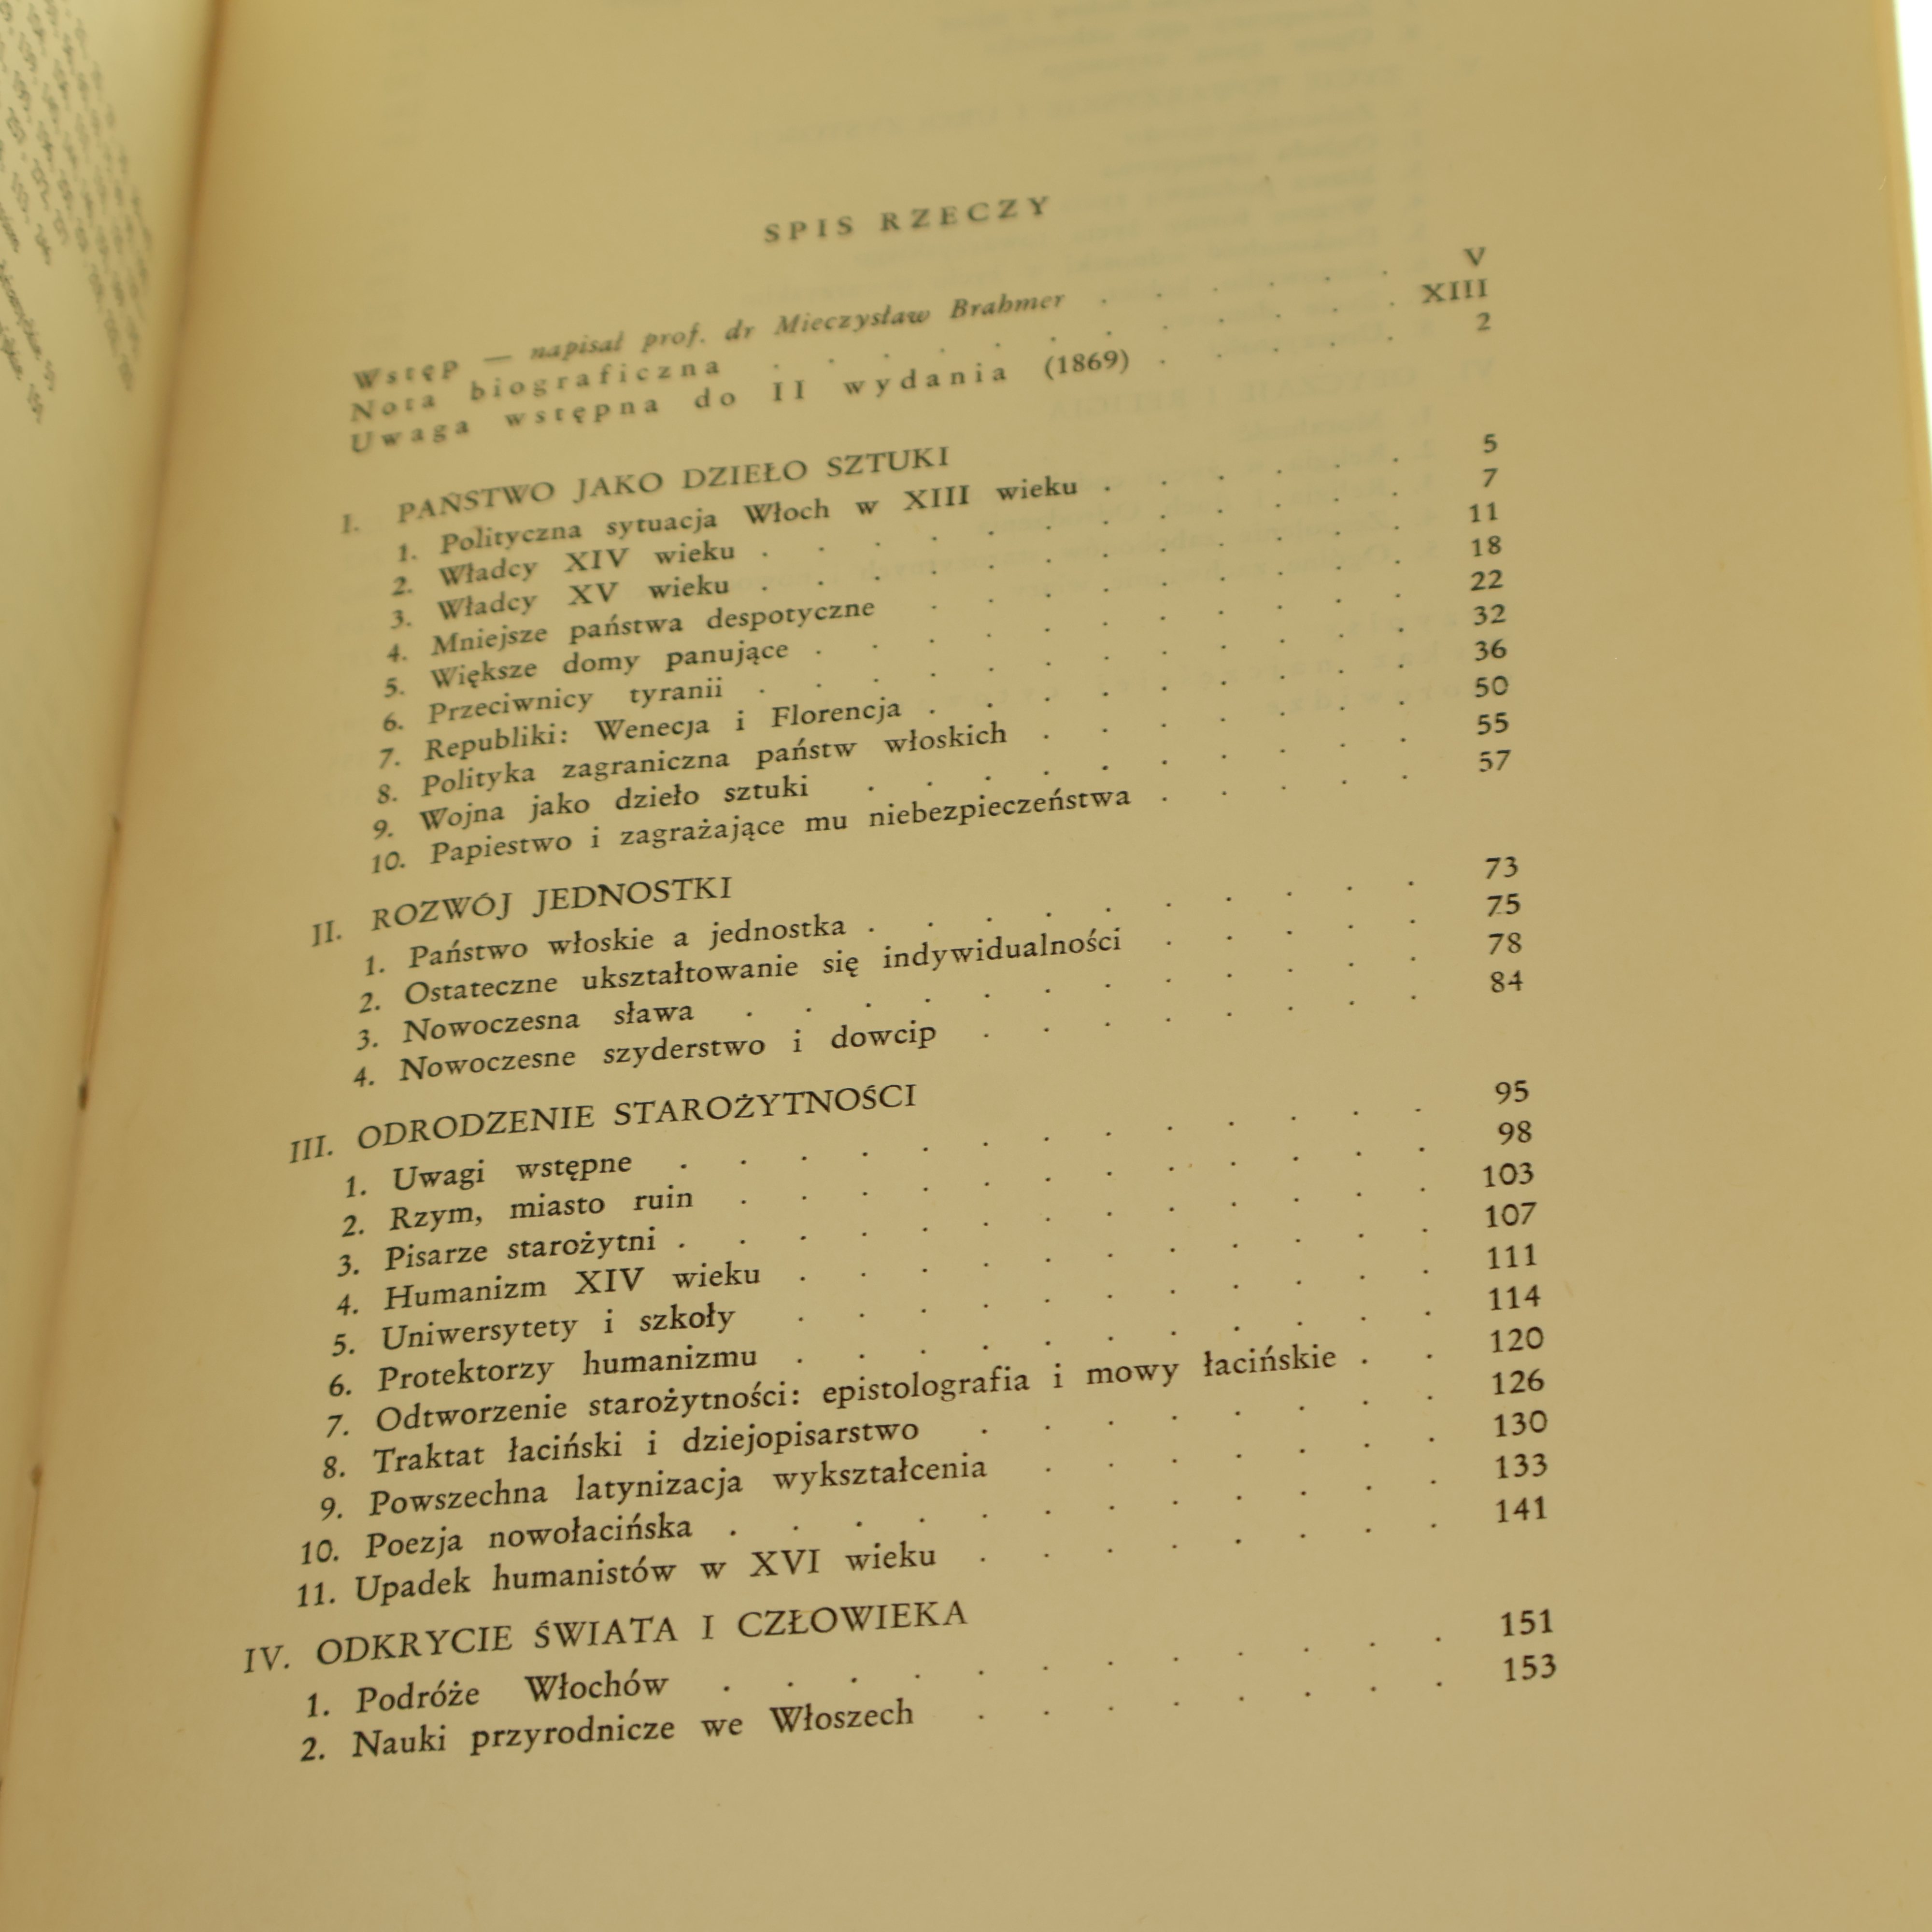 SPIS RZECZY
Wstęp — napisał prof. dr Mieczysław Brahmer . . . . . . V
Nota biograficzna . . . . . . . . . . . XIII
Uwaga wstępna do II wydania (1869) . . . . . 2
I. PAŃSTWO JAKO DZIEŁO SZTUKI
1. Polityczna sytuacja Włoch w XIII wieku . . . . . . 5
2. Władcy XIV wieku . . . . . . . . . . . . 7
3. Władcy XV wieku . . . . . . . . . . . . 11
4. Mniejsze państwa despotyczne . . . . . . . . . 18
5. Większe domy panujące . . . . . . . . . . . 22
6. Przeciwnicy tyranii . . . . . . . . . . . . 32
7. Republiki: Wenecja i Florencja . . . . . . . . . 36
8. Polityka zagraniczna państw włoskich . . . . . . . 50
9. Wojna jako dzieło sztuki . . . . . . . . . . 55
10. Papiestwo i zagrażające mu niebezpieczeństwa . . . . . 57
II. ROZWÓJ JEDNOSTKI
1. Państwo włoskie a jednostka . . . . . . . . . . 73
2. Ostateczne ukształtowanie się indywidualności . . . . . 75
3. Nowoczesna sława . . . . . . . . . . . . 78
4. Nowoczesne szyderstwo i dowcip . . . . . . . . 84
III. ODRODZENIE STAROŻYTNOŚCI
1. Uwagi wstępne . . . . . . . . . . . . . 95
2. Rzym, miasto ruin . . . . . . . . . . . . 98
3. Pisarze starożytni . . . . . . . . . . . . . 103
4. Humanizm XIV wieku . . . . . . . . . . . 107
5. Uniwersytety i szkoły . . . . . . . . . . . 111
6. Protektorzy humanizmu . . . . . . . . . . . 114
7. Odtworzenie starożytności: epistolografia i mowy łacińskie . . 120
8. Traktat łaciński i dziejopisarstwo . . . . . . . . 126
9. Powszechna latynizacja wykształcenia . . . . . . . 130
10. Poezja nowołacińska . . . . . . . . . . . . 133
11. Upadek humanistów w XVI wieku . . . . . . . . 141
IV. ODKRYCIE ŚWIATA I CZŁOWIEKA
1. Podróże Włochów . . . . . . . . . . . . 151
2. Nauki przyrodnicze we Włoszech . . . . . . . . 153